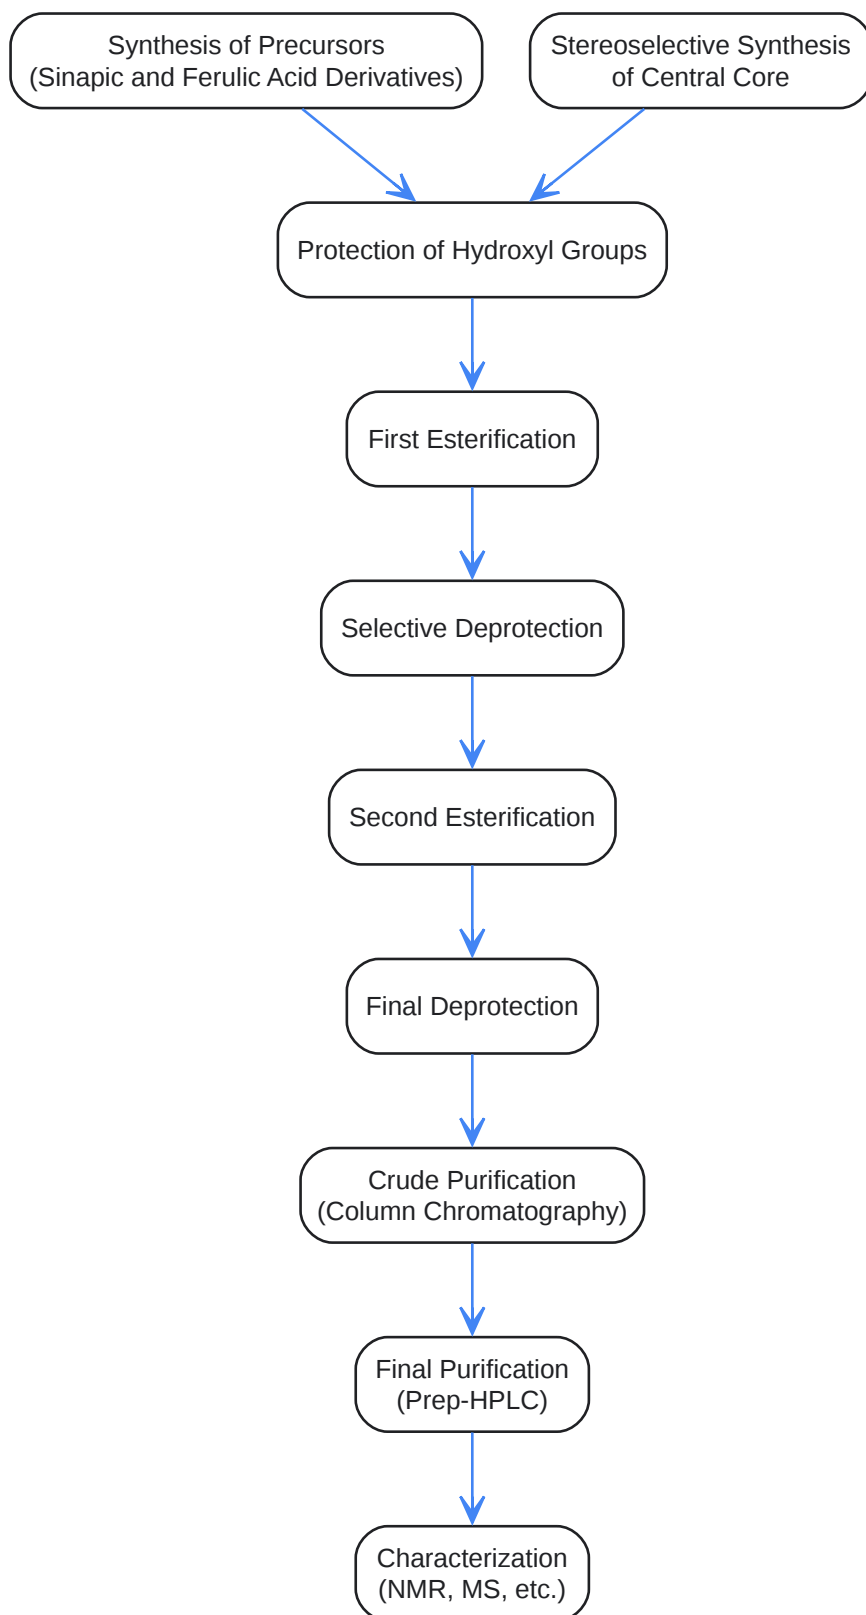 Synthesis of Precursors
(Sinapic and Ferulic Acid Derivatives)
Stereoselective Synthesis
of Central Core
Protection of Hydroxyl Groups
First Esterification
Selective Deprotection
Second Esterification
Final Deprotection
Crude Purification
(Column Chromatography)
Final Purification
(Prep-HPLC)
Characterization
(NMR, MS, etc.)